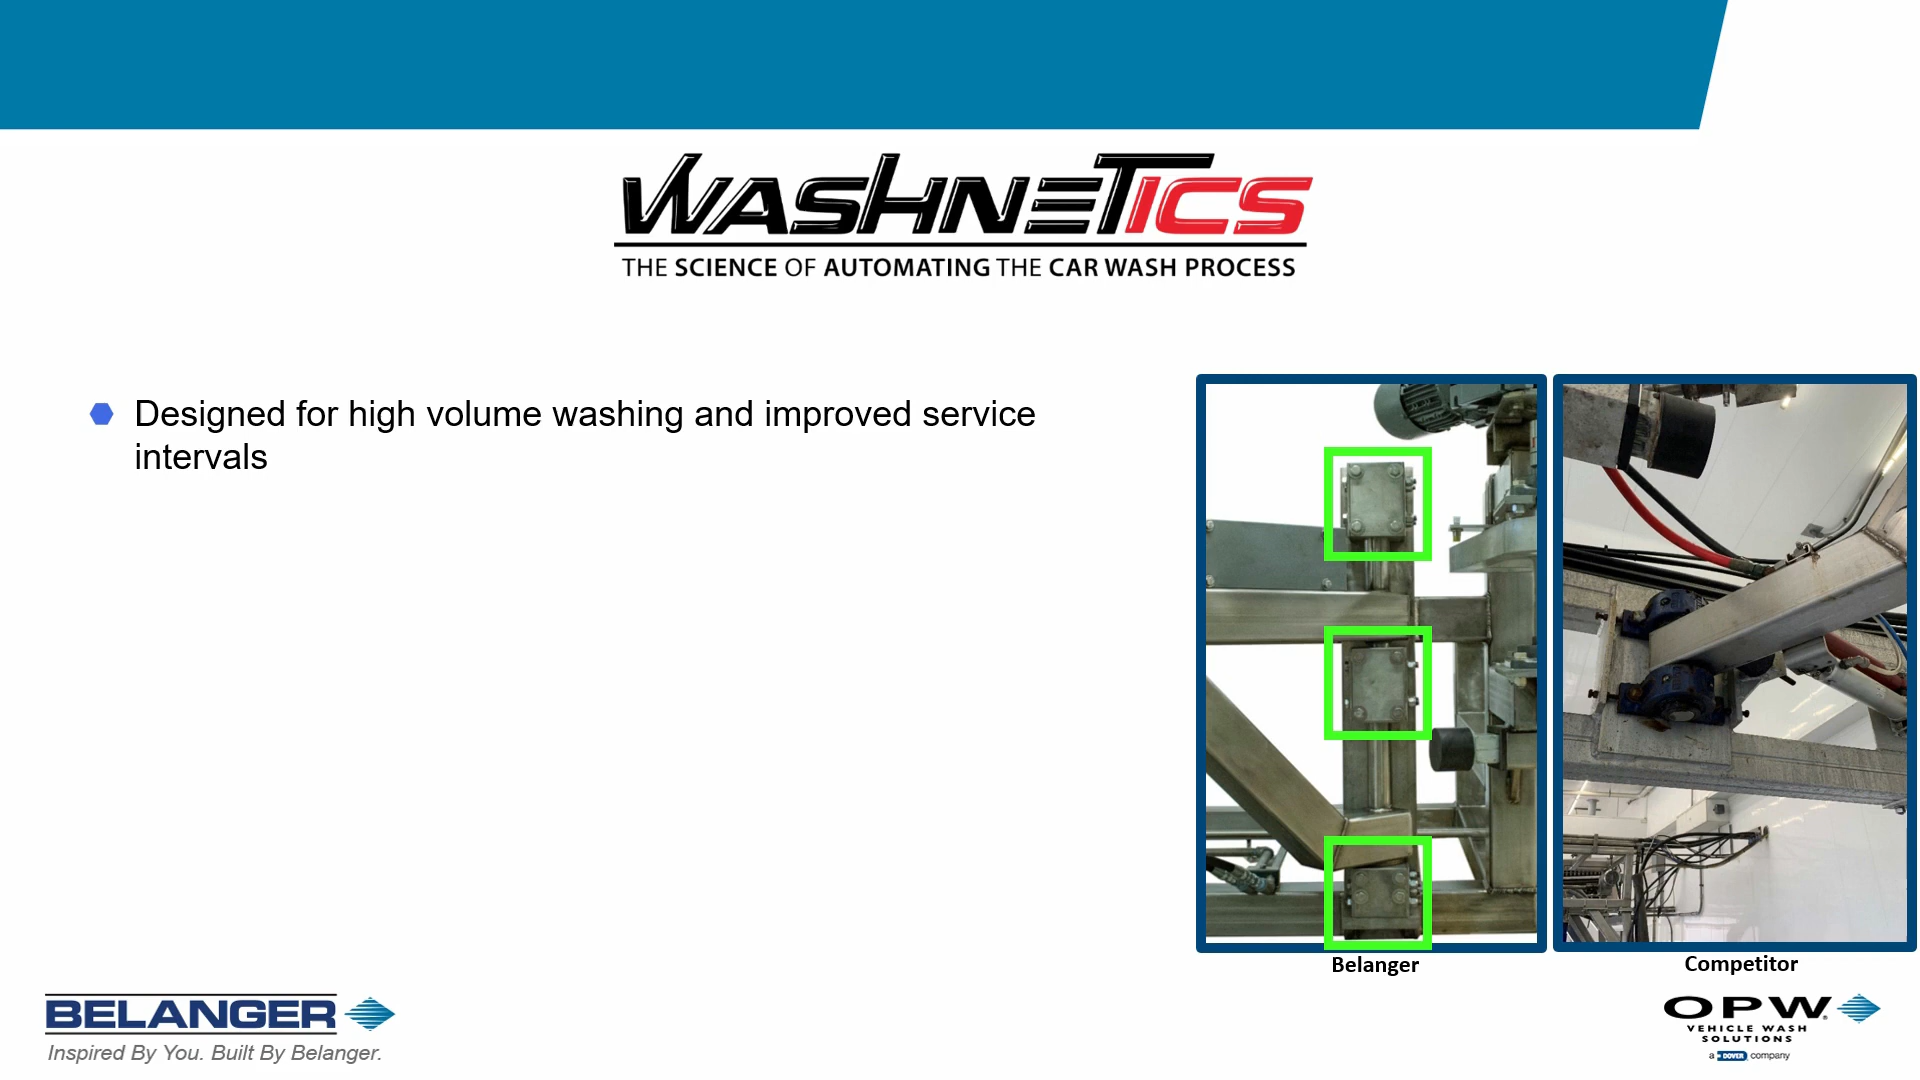 WASHNETICS
THE SCIENCE OF AUTOMATING THE CAR WASH PROCESS
Designed for high volume washing and improved service
intervals
Belanger
Competitor
BELANGER
Inspired By You. Built By Belanger.
OPW
VEHICLE WASH
SOLUTIONS
a DOVER company